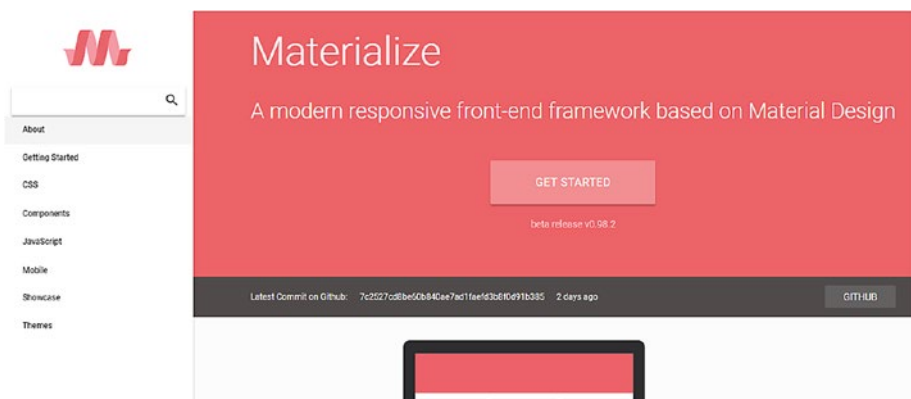 Materialize
A modern responsive front-end framework based on Material Design
GET STARTED
beta release v0.98.2
About
Getting Started
CSS
Components
JavaScript
Mobile
Showcase
Themes
Latest Commit on Github: 7c2527cd8be60b840ae7ad1faefd3b8f0d91b385 2 days ago
GITHUB